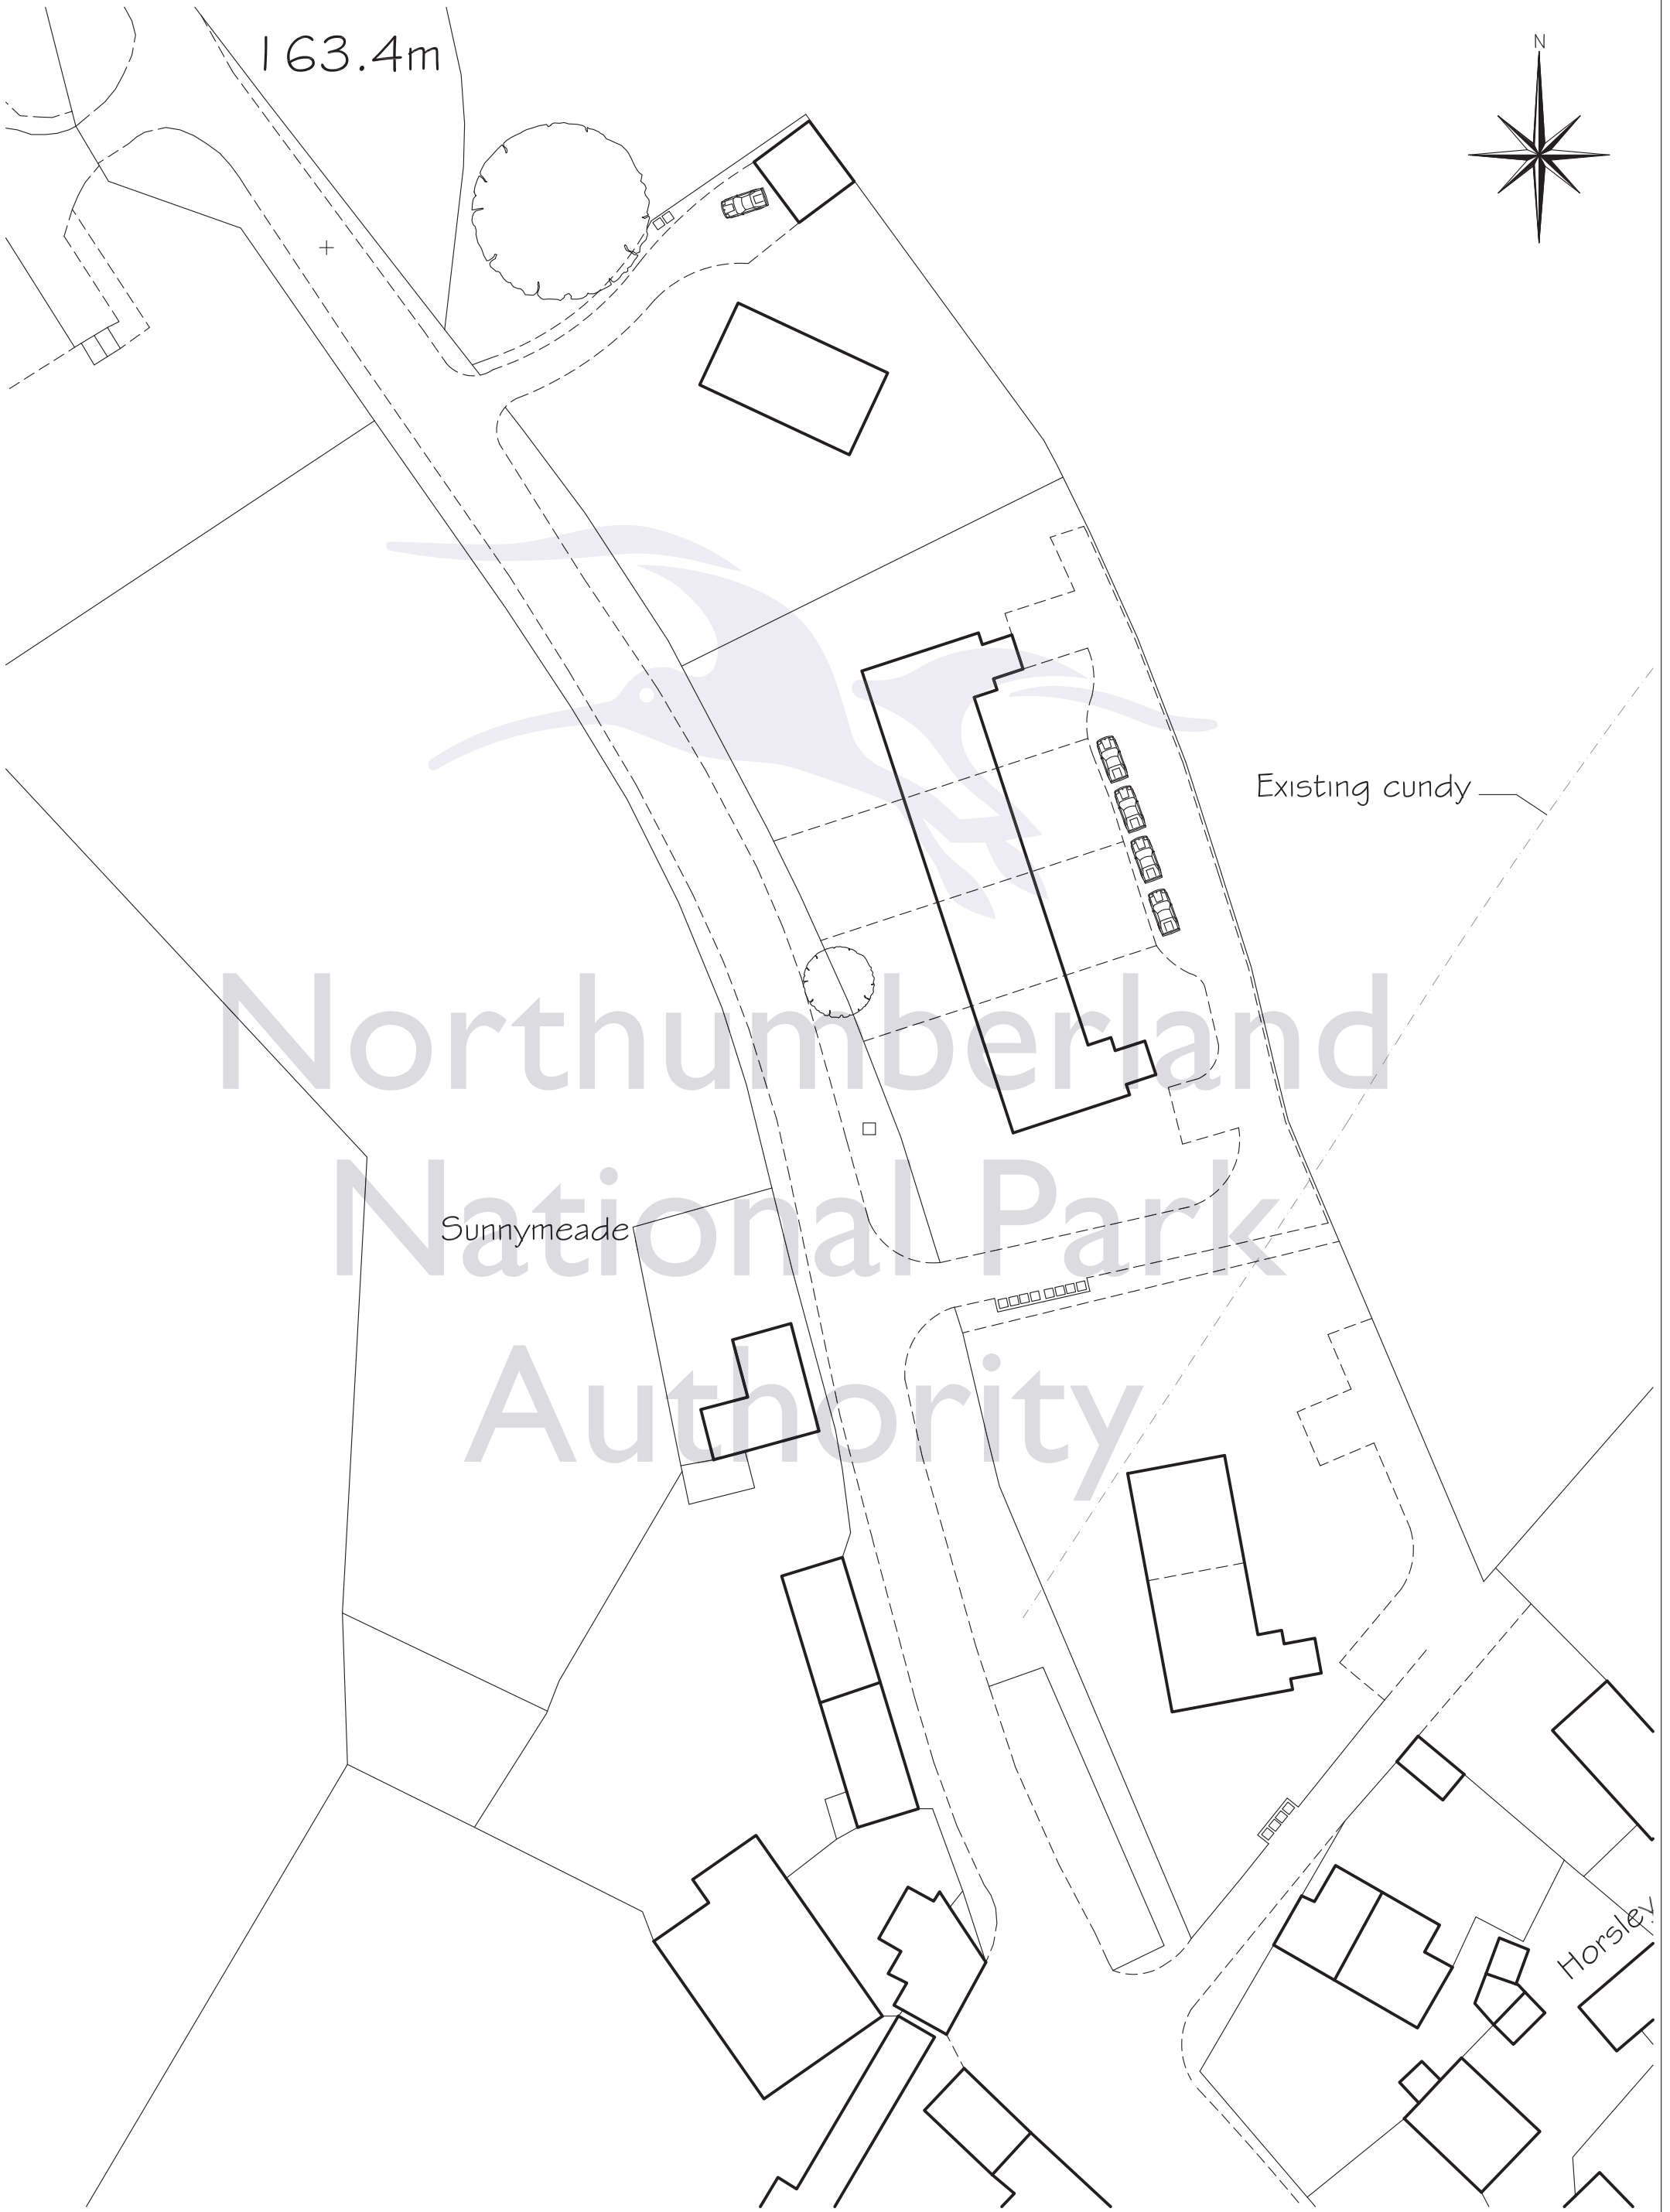 163.4m
N
Existing cundy
Northumberland
National Park
Sunnymeade
Authority
Horsley